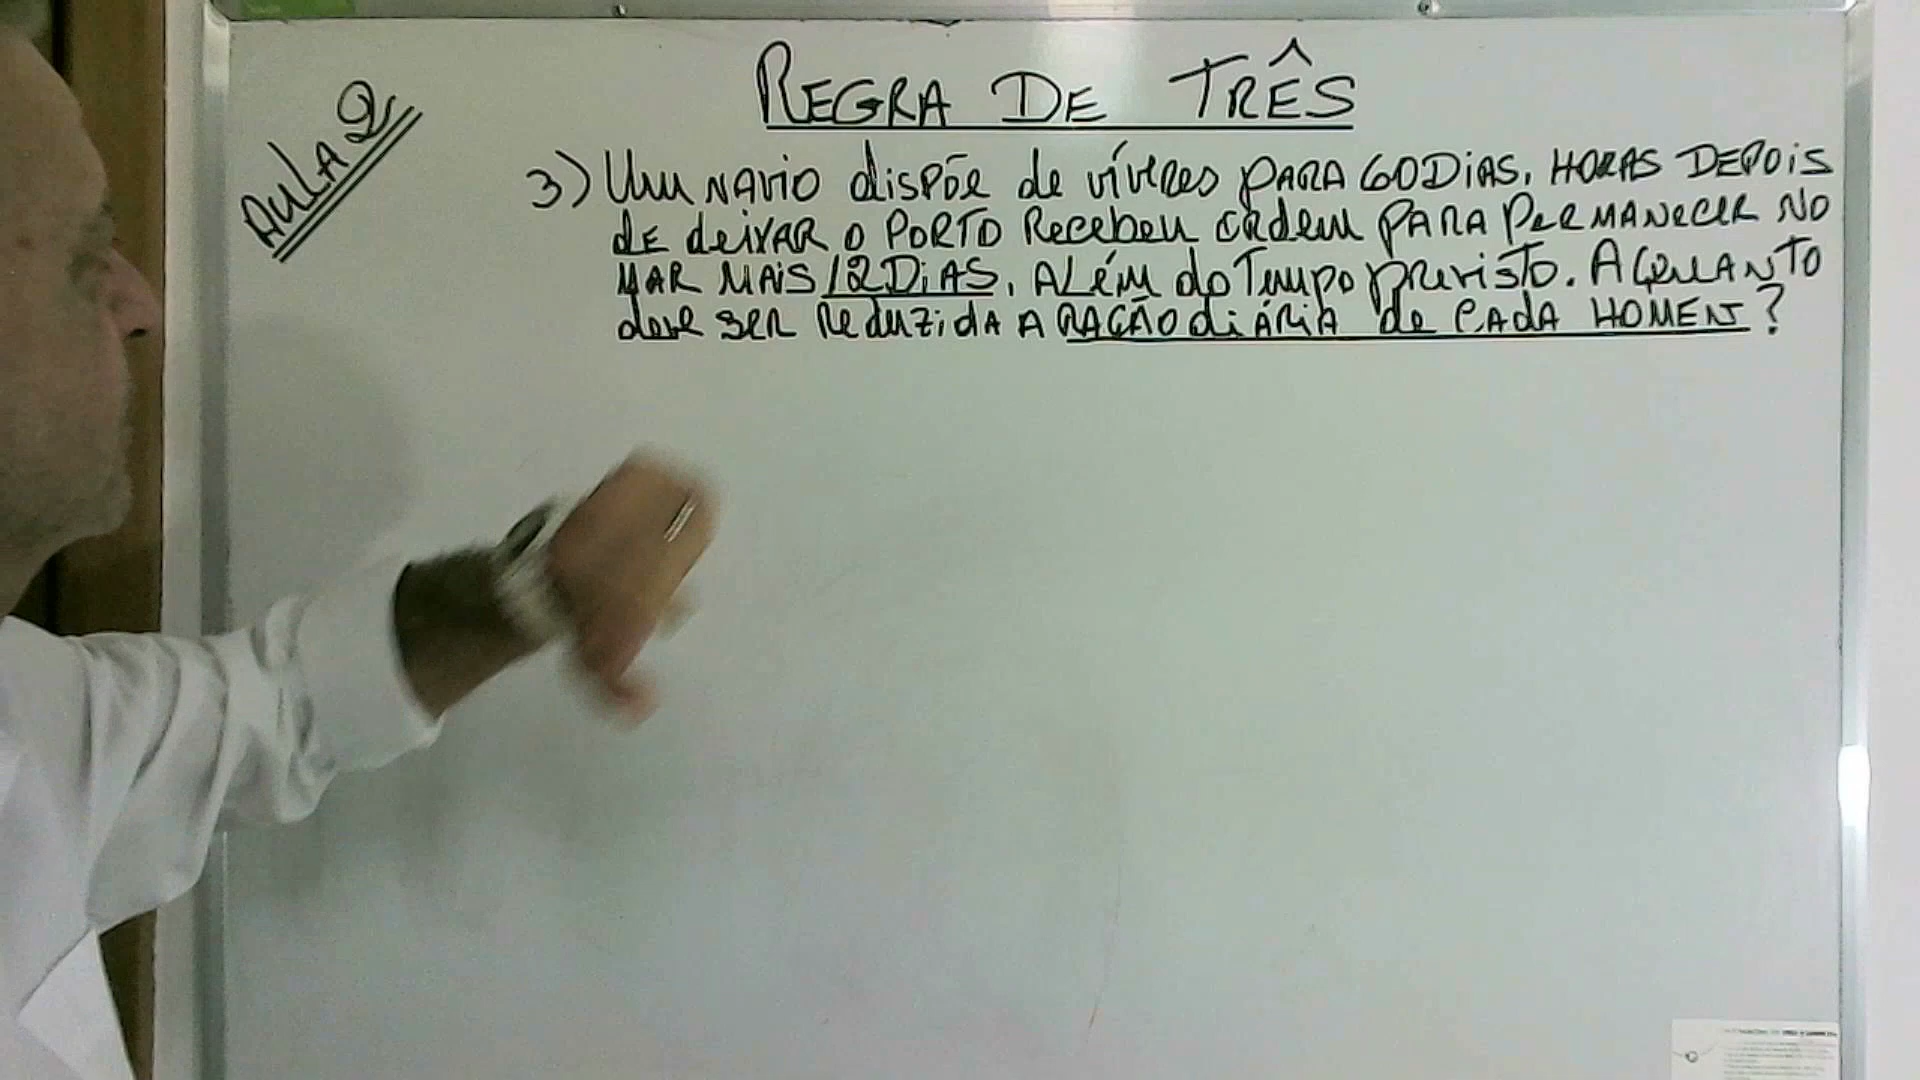 AULA 2
REGRA DE TRÊS
3) Um NAVIO dispõe de víveres PARA 60 DIAS. HORAS DEPOIS
de deixAR o PORTO Recebeu ordem PARA PERMANECER NO
MAR MAIS 12 DIAS, ALém do Tempo previsto. A QUANTO
deve SER Reduzida A RAÇÃO diÁRiA de CAdA HOMEM?